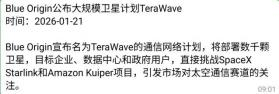 Blue Origin公布大规模卫星计划TeraWave
时间：2026-01-21
Blue Origin宣布名为TeraWave的通信网络计划，将部署数千颗
卫星，目标企业、数据中心和政府用户，直接挑战SpaceX
Starlink和Amazon Kuiper项目，引发市场对太空通信赛道的关
注。
09:01